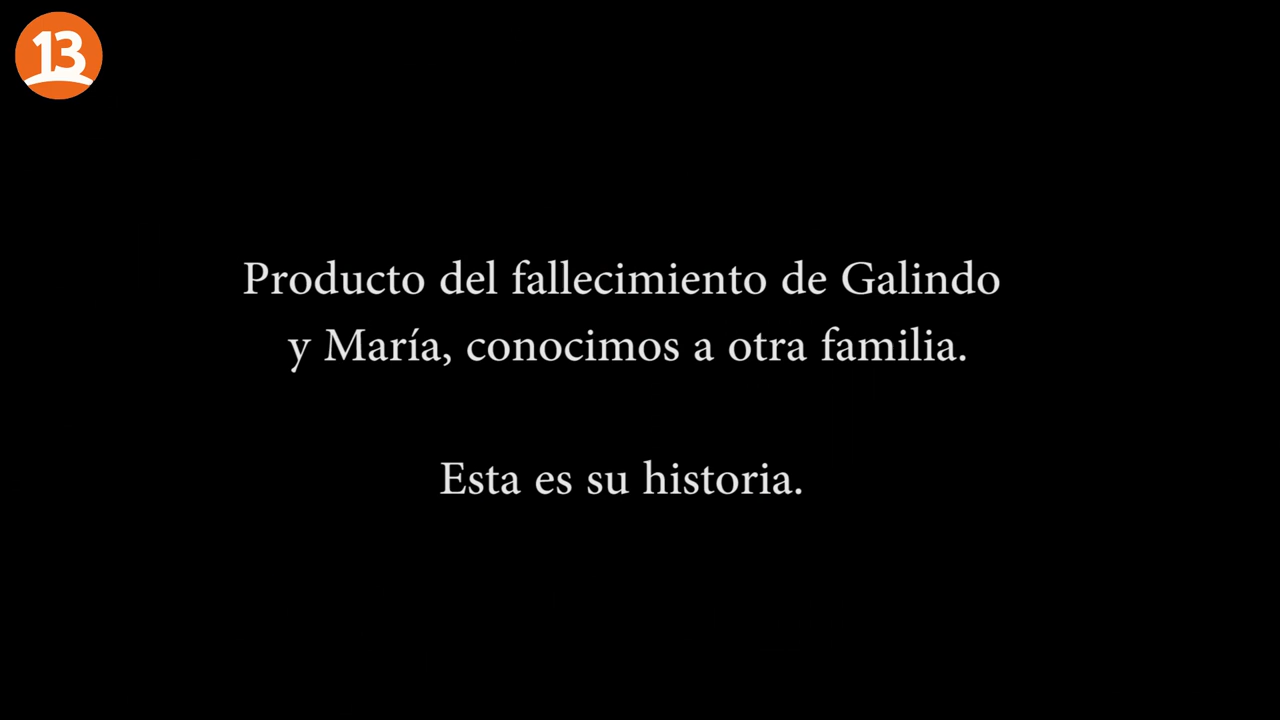 13
Producto del fallecimiento de Galindo
y María, conocimos a otra familia.
Esta es su historia.